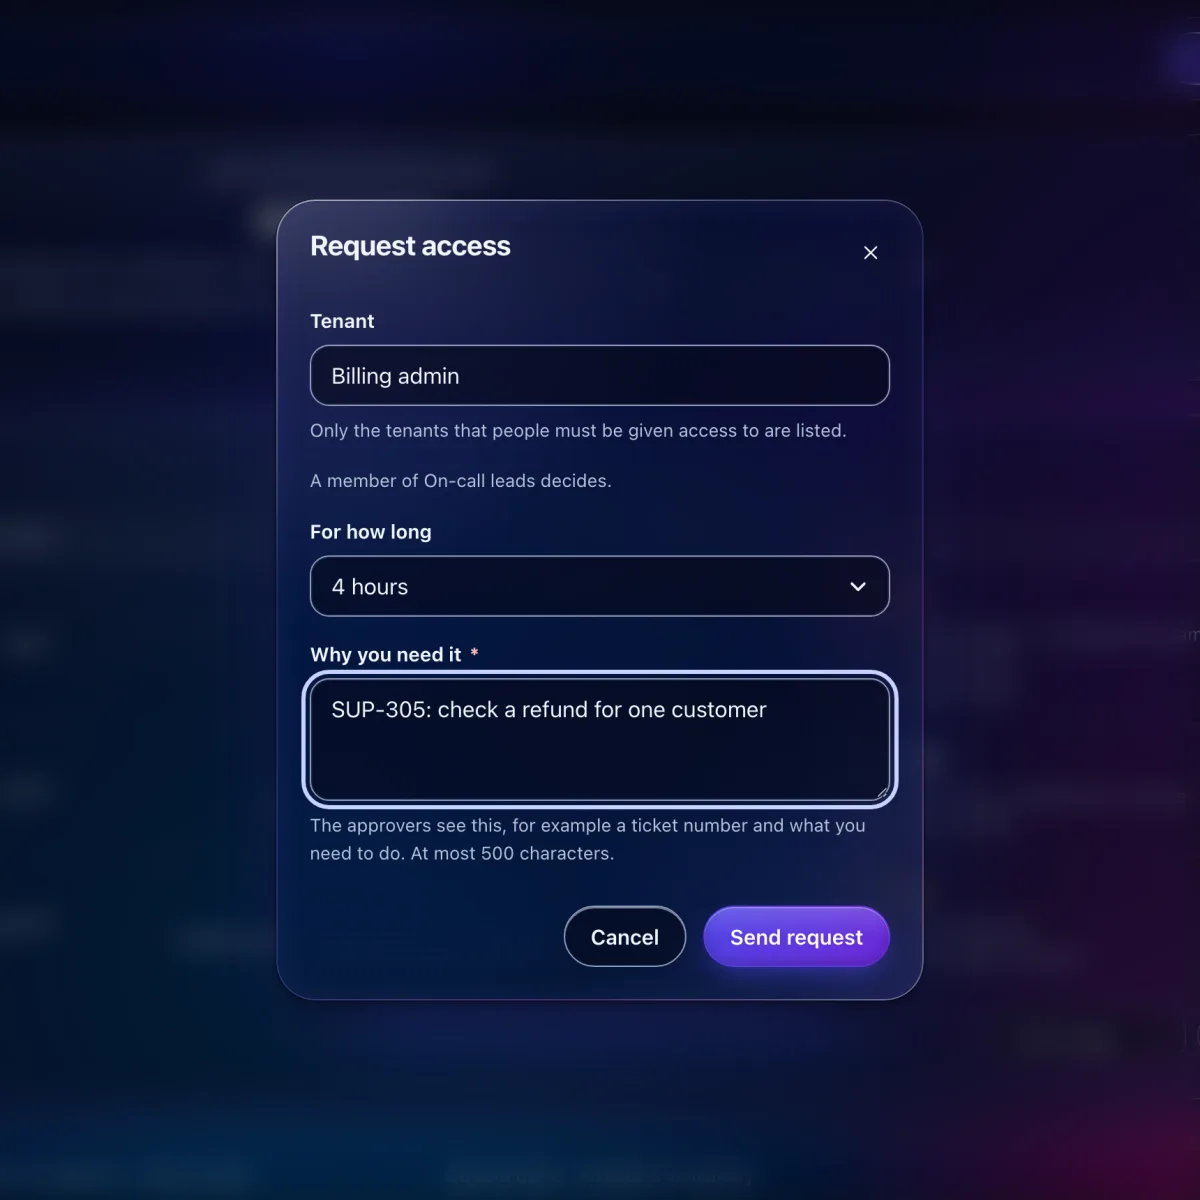 Request access
Tenant
Billing admin
Only the tenants that people must be given access to are listed.
A member of On-call leads decides.
For how long
4 hours
Why you need it *
SUP-305: check a refund for one customer
The approvers see this, for example a ticket number and what you
need to do. At most 500 characters.
Cancel
Send request